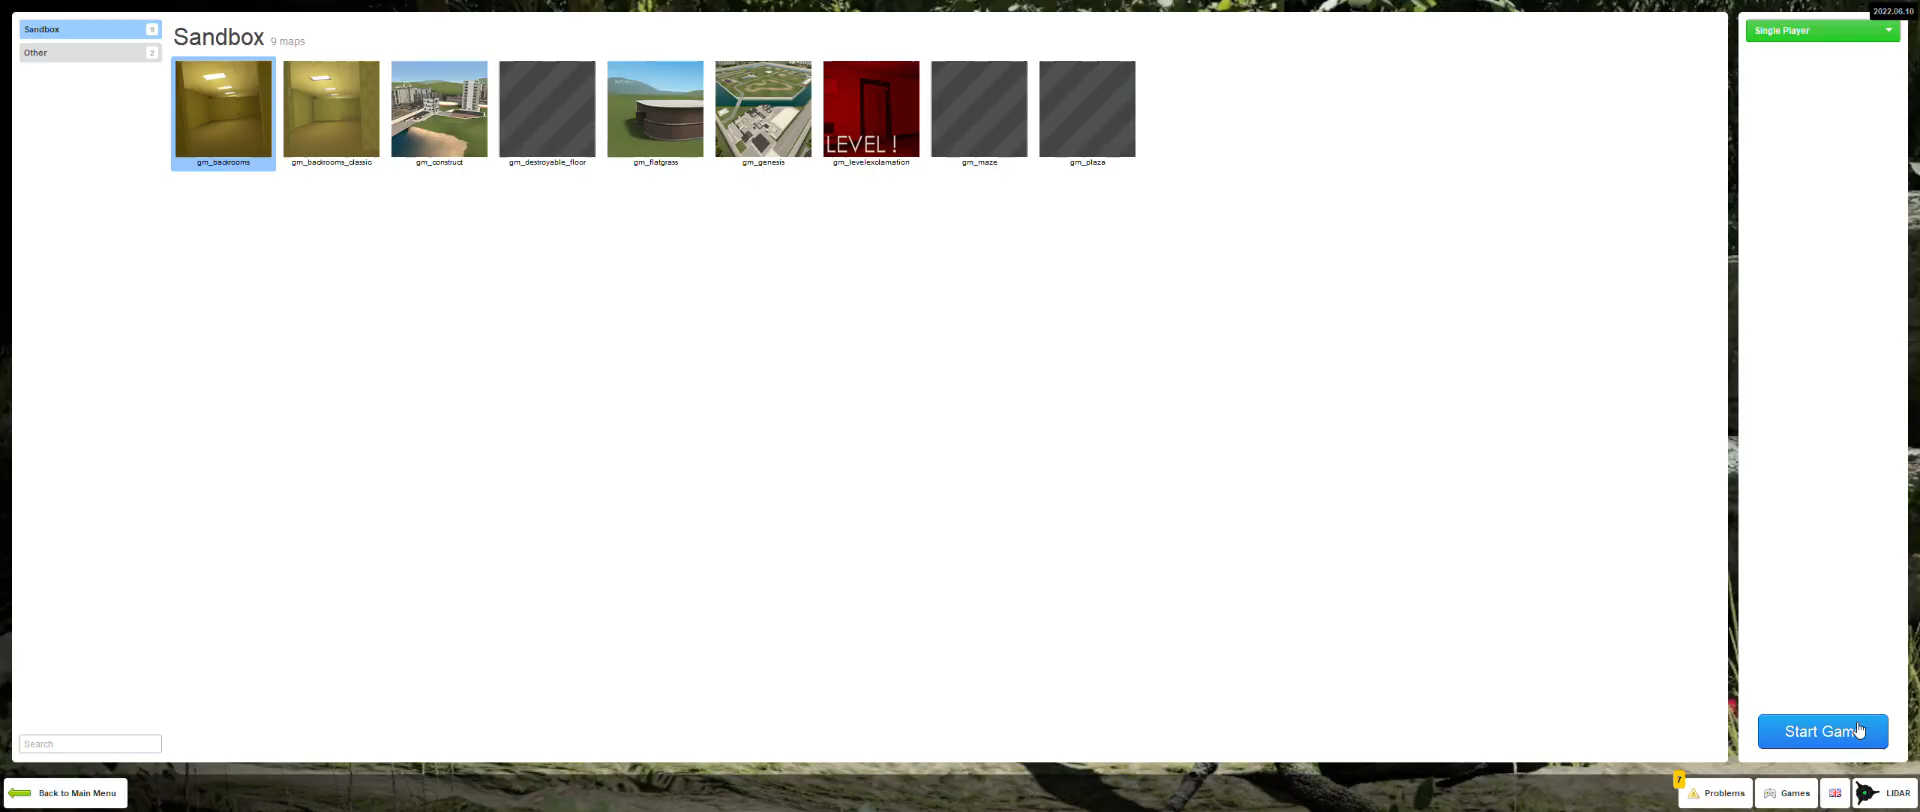 2022.06.10
Sandbox 9
Other 2
Sandbox 9 maps
Single Player
LEVEL !
gm_backrooms
gm_backrooms_classic
gm_construct
gm_destroyable_floor
gm_flatgrass
gm_genesis
gm_levelexclamation
gm_maze
gm_plaza
Search
Start Game
Back to Main Menu
7
Problems
Games
LIDAR